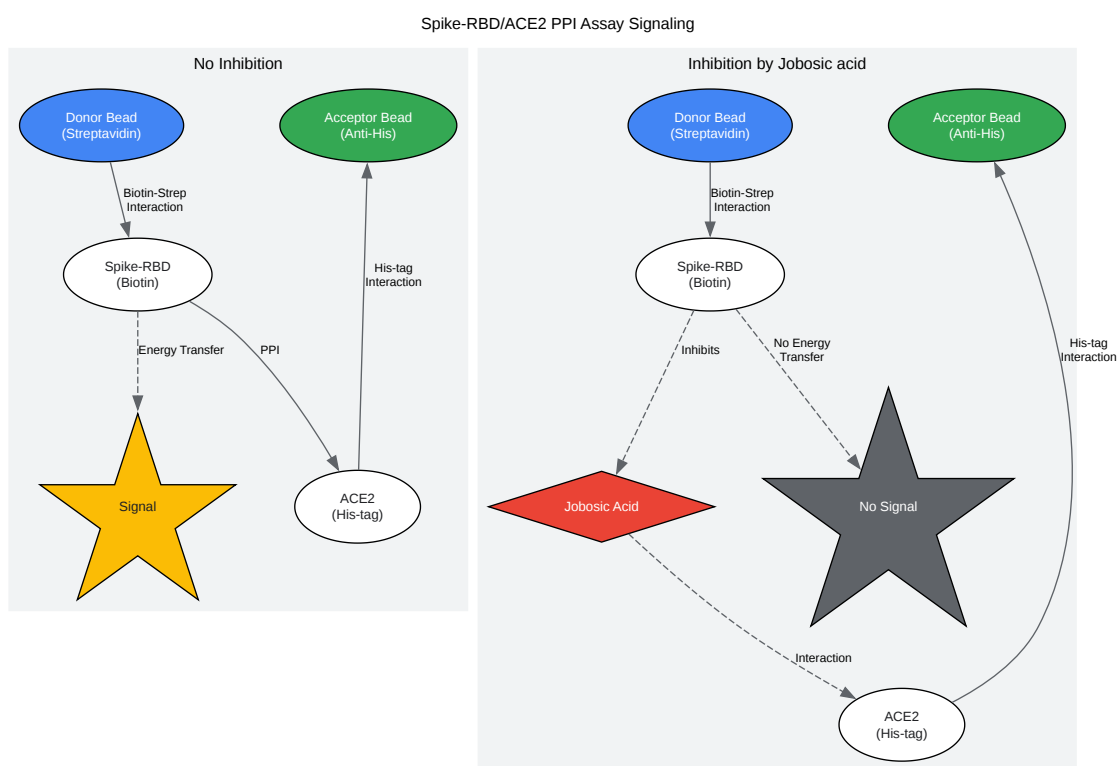 Spike-RBD/ACE2 PPI Assay Signaling
No Inhibition
Donor Bead
(Streptavidin)
Acceptor Bead
(Anti-His)
Biotin-Strep
Interaction
Spike-RBD
(Biotin)
His-tag
Interaction
Energy Transfer
PPI
Signal
ACE2
(His-tag)
Inhibition by Jobosic acid
Donor Bead
(Streptavidin)
Acceptor Bead
(Anti-His)
Biotin-Strep
Interaction
Spike-RBD
(Biotin)
Inhibits
No Energy
Transfer
His-tag
Interaction
Jobosic Acid
No Signal
Interaction
ACE2
(His-tag)